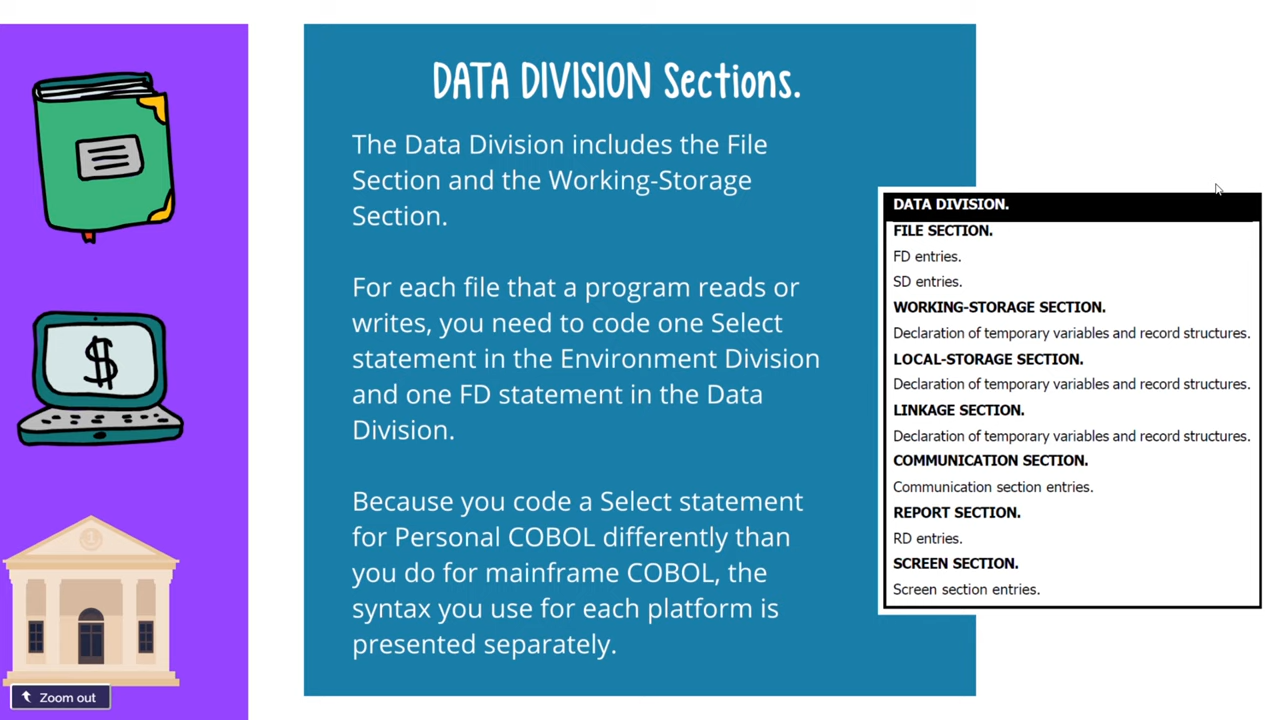 DATA DIVISION Sections.
The Data Division includes the File
Section and the Working-Storage
Section.
For each file that a program reads or
writes, you need to code one Select
statement in the Environment Division
and one FD statement in the Data
Division.
Because you code a Select statement
for Personal COBOL differently than
you do for mainframe COBOL, the
syntax you use for each platform is
presented separately.
DATA DIVISION.
FILE SECTION.
FD entries.
SD entries.
WORKING-STORAGE SECTION.
Declaration of temporary variables and record structures.
LOCAL-STORAGE SECTION.
Declaration of temporary variables and record structures.
LINKAGE SECTION.
Declaration of temporary variables and record structures.
COMMUNICATION SECTION.
Communication section entries.
REPORT SECTION.
RD entries.
SCREEN SECTION.
Screen section entries.
$
1
Zoom out